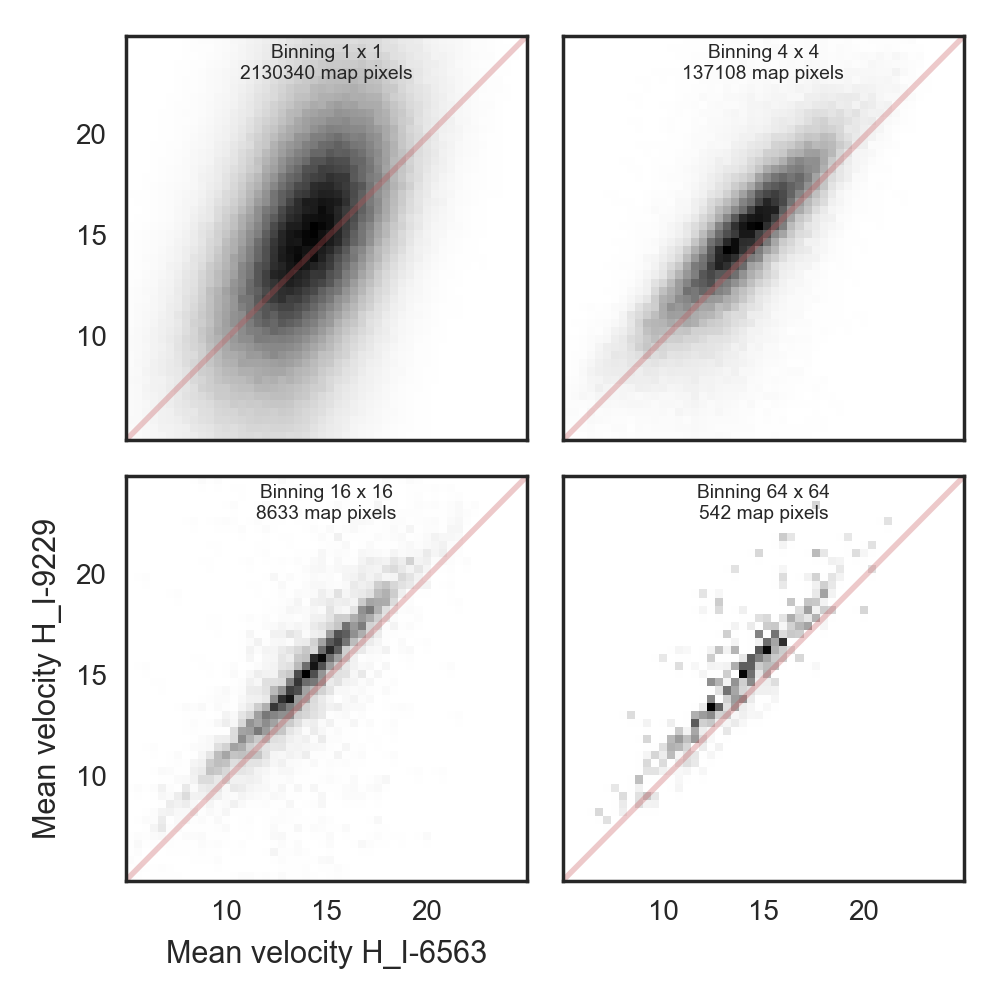 Binning 1 x 1
2130340 map pixels
Binning 4 x 4
137108 map pixels
20
15
10
Binning 16 x 16
8633 map pixels
Binning 64 x 64
542 map pixels
Mean velocity H_I-9229
20
15
10
10 15 20
10 15 20
Mean velocity H_I-6563